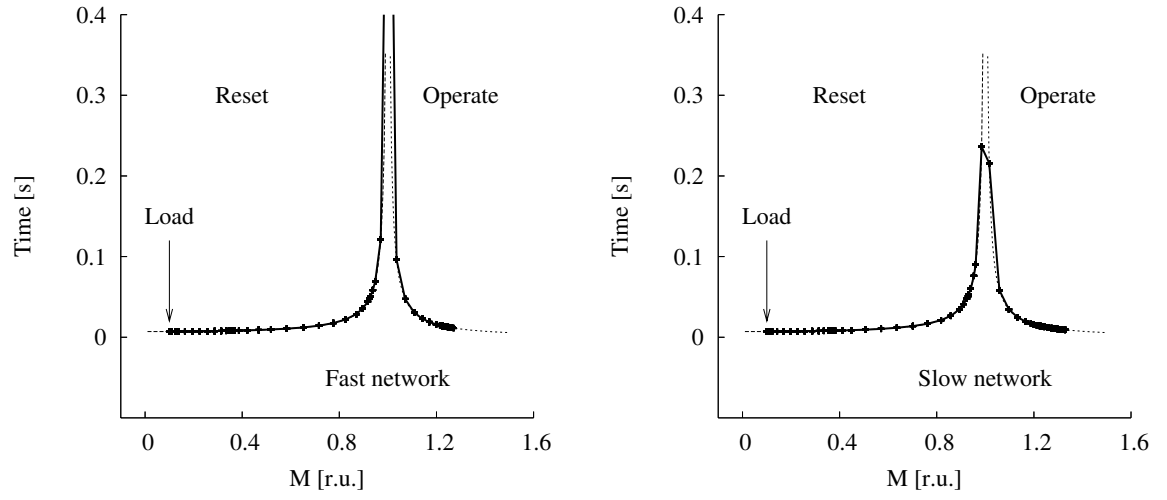 0.4
0.3
0.2
0.1
0
Time [s]
Reset
Operate
Load
Fast network
0 0.4 0.8 1.2 1.6
M [r.u.]
0.4
0.3
0.2
0.1
0
Time [s]
Reset
Operate
Load
Slow network
0 0.4 0.8 1.2 1.6
M [r.u.]